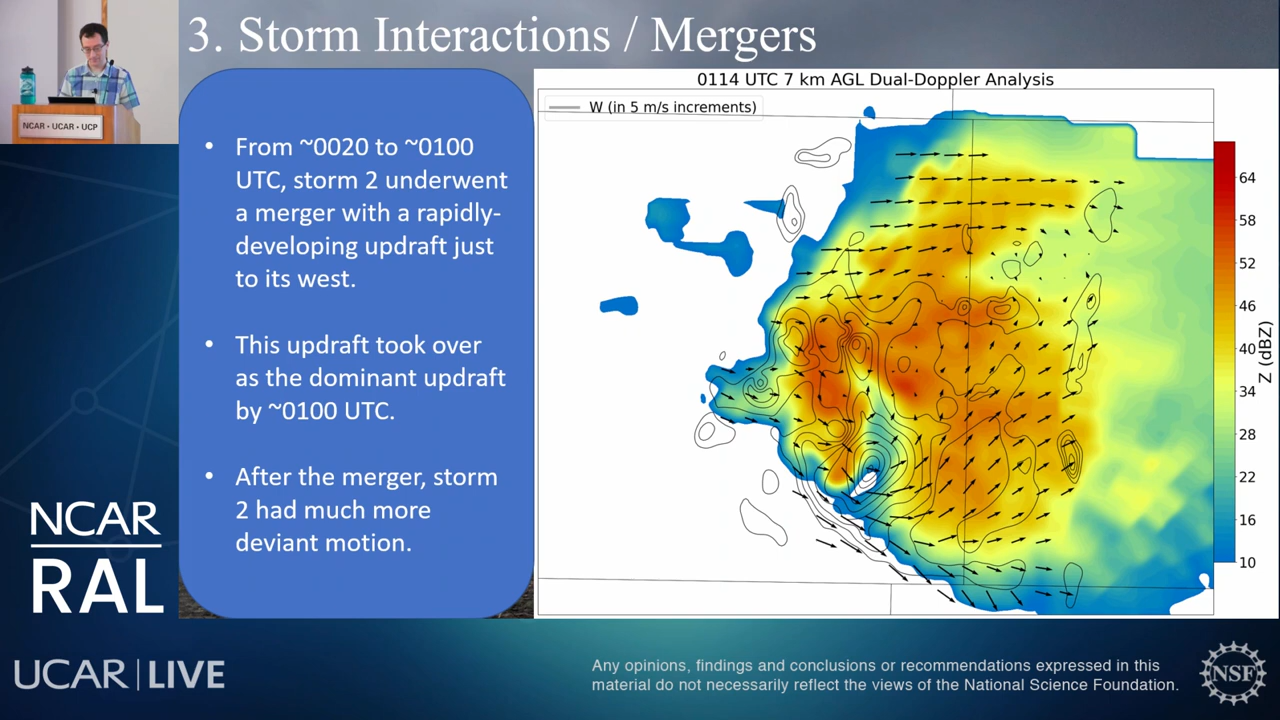 3. Storm Interactions / Mergers
NCAR • UCAR • UCP
• From ~0020 to ~0100
UTC, storm 2 underwent
a merger with a rapidly-
developing updraft just
to its west.
• This updraft took over
as the dominant updraft
by ~0100 UTC.
• After the merger, storm
2 had much more
deviant motion.
0114 UTC 7 km AGL Dual-Doppler Analysis
W (in 5 m/s increments)
64
58
52
46
40
34
28
22
16
10
Z (dBZ)
NCAR
RAL
UCAR | LIVE
Any opinions, findings and conclusions or recommendations expressed in this
material do not necessarily reflect the views of the National Science Foundation.
NSF